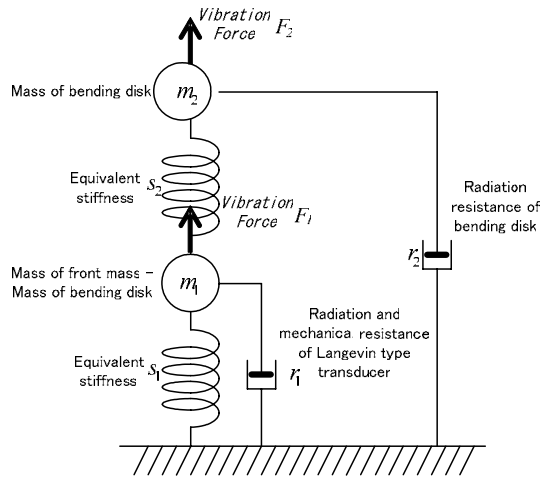 Vibration
Force F2
Mass of bending disk
m2
Equivalent
stiffness
s2
Vibration
Force F1
Radiation
resistance of
bending disk
r2
Mass of front mass –
Mass of bending disk
m1
Radiation and
mechanical resistance
of Langevin type
transducer
Equivalent
stiffness
s1
r1